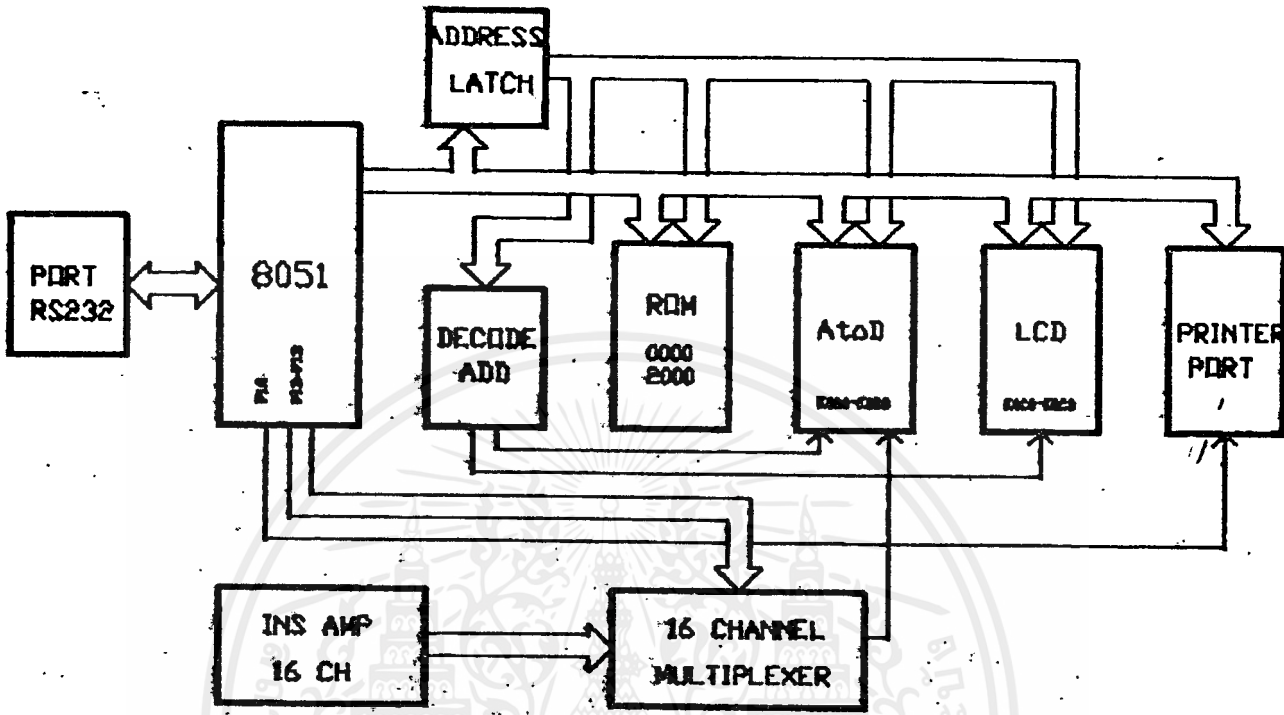 ADDRESS
LATCH
PORT
RS232
8051
DECODE
ADD
ROM
0000
2000
AtoD
LCD
PRINTER
PORT
INS AMP
16 CH
16 CHANNEL
MULTIPLEXER